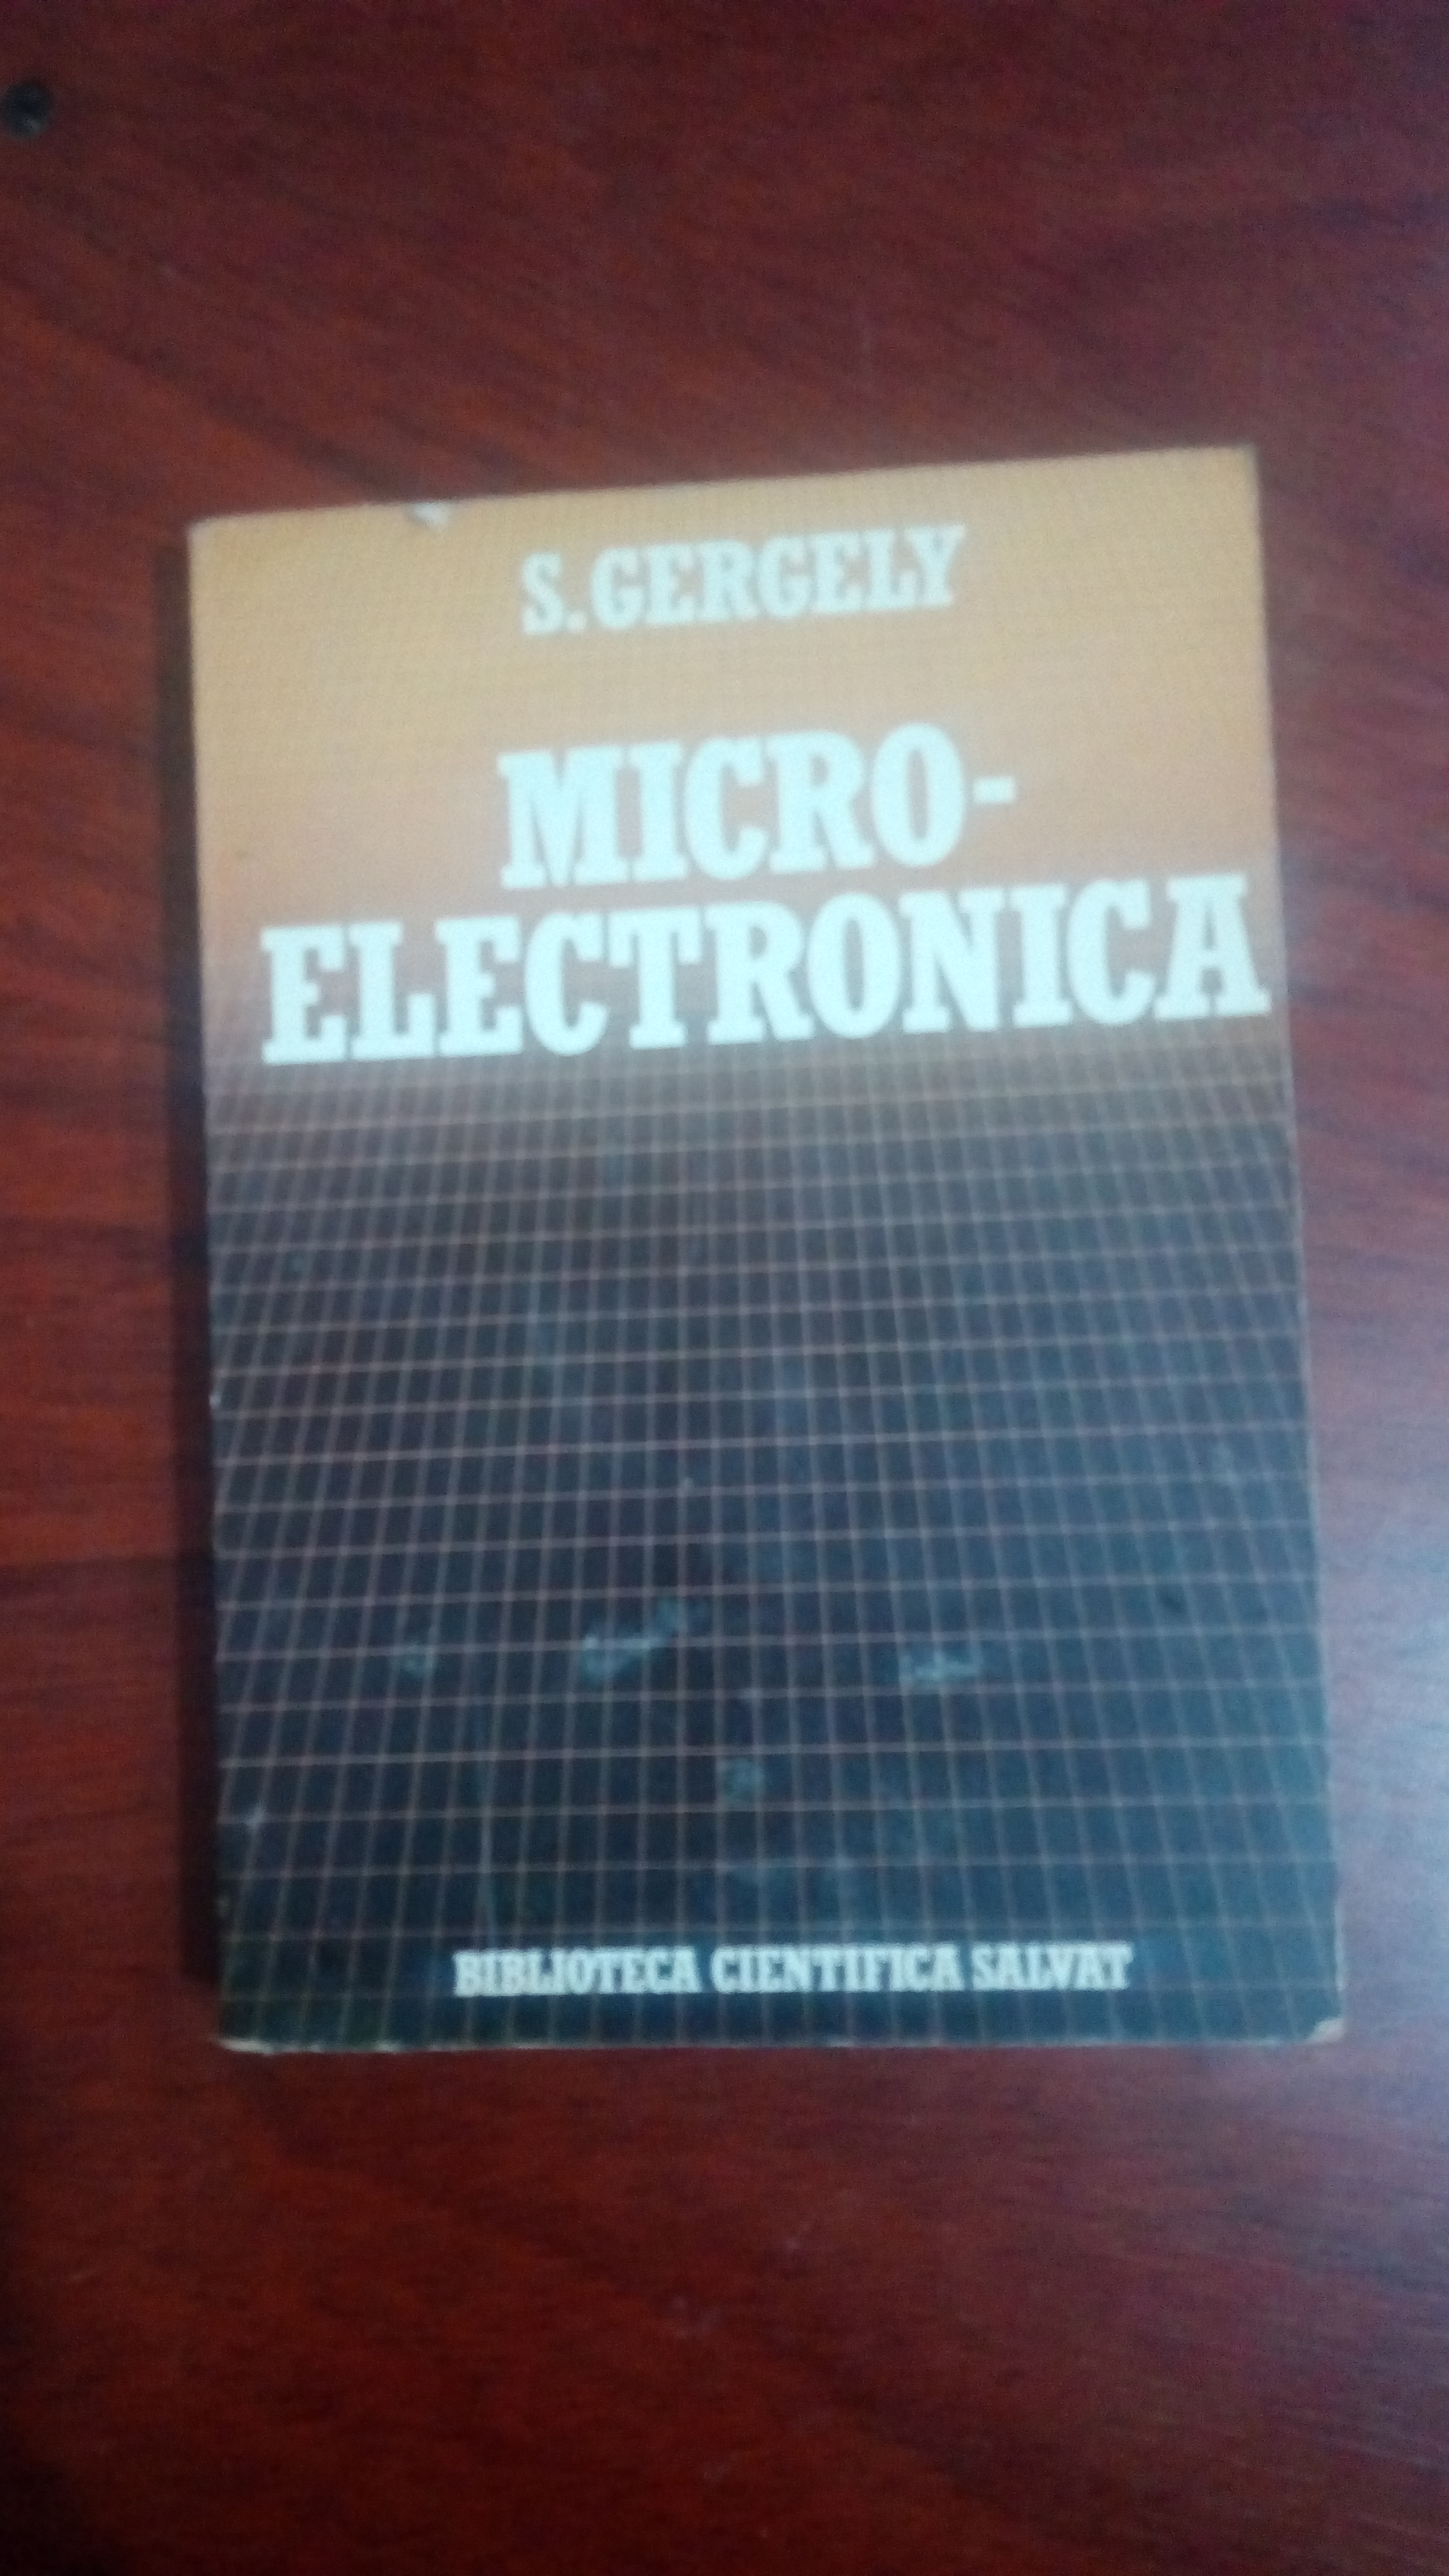 S. GERGELY
MICRO-
ELECTRONICA
BIBLIOTECA CIENTIFICA SALVAT